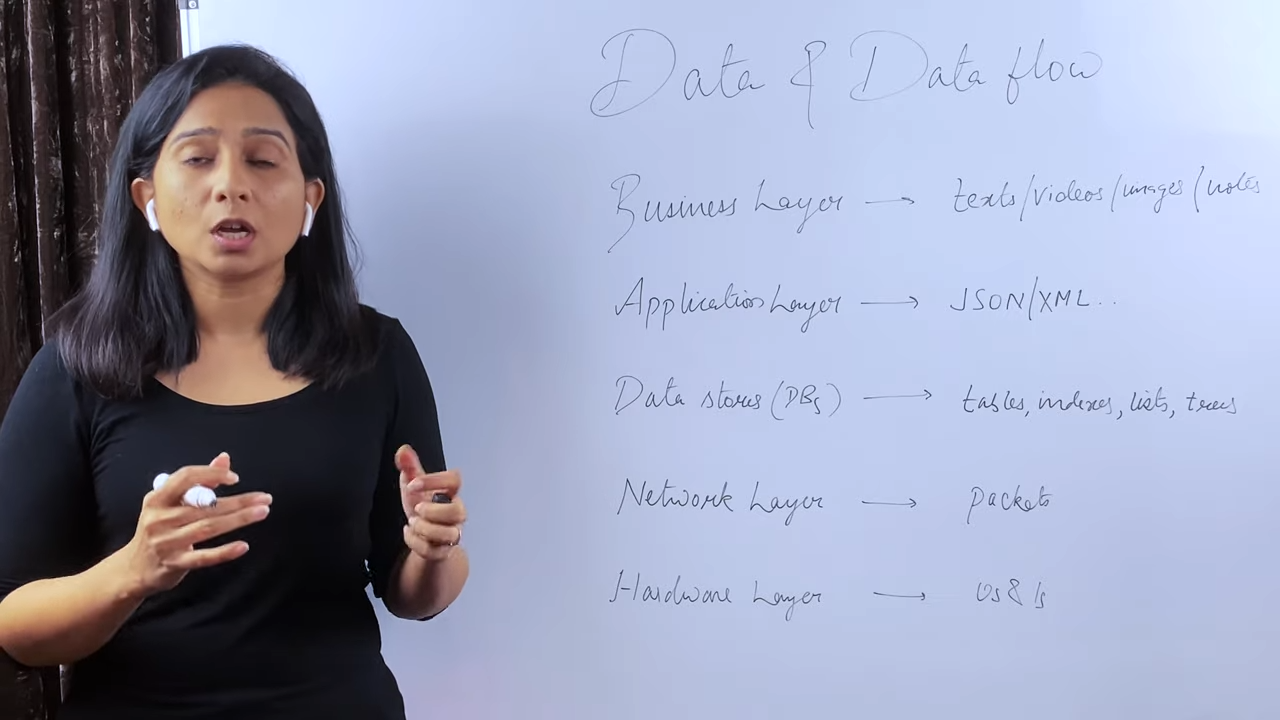 Data & Data flow
Business Layer → texts/videos/images/notes
Application Layer → JSON/XML..
Data stores (DBs) → tables, indexes, lists, trees
Network Layer → packets
Hardware Layer → 0s & 1s